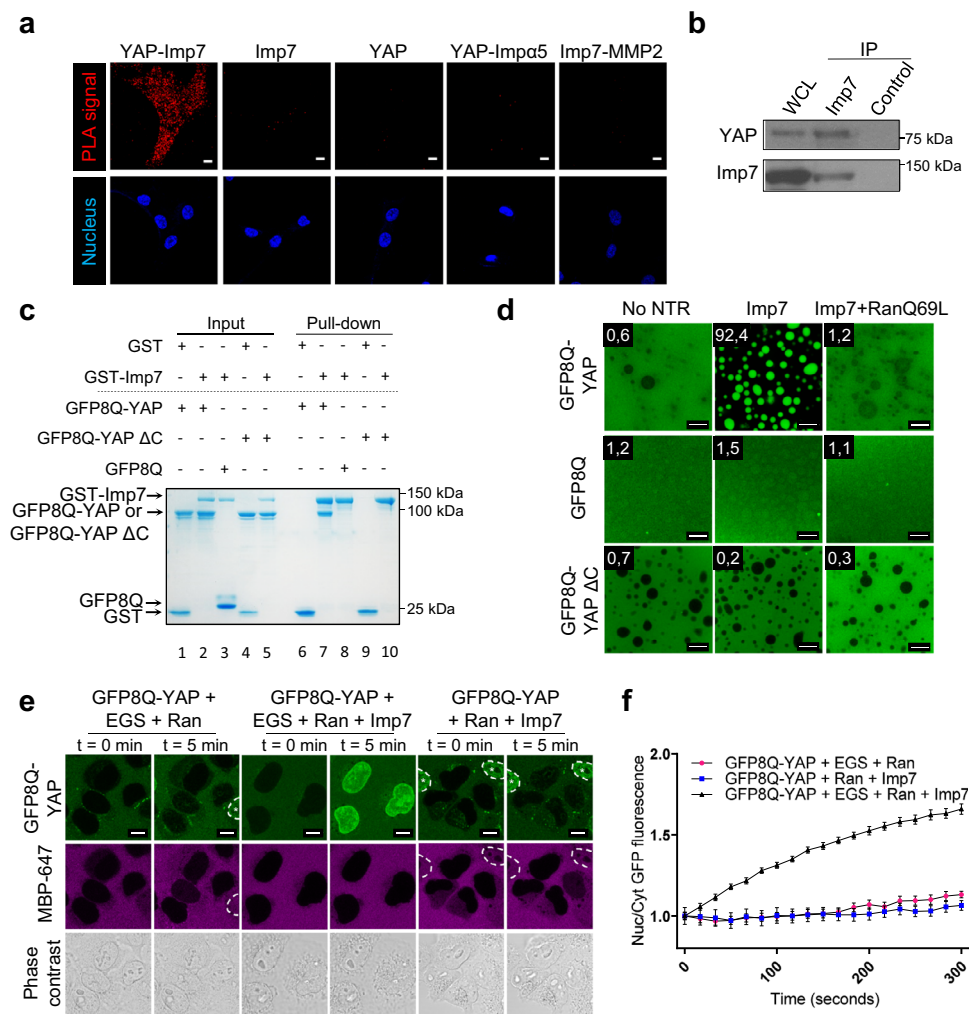 a
YAP-Imp7 Imp7 YAP YAP-Impα5 Imp7-MMP2
PLA signal
Nucleus
b
IP
WCL Imp7 Control
YAP 75 kDa
150 kDa
Imp7
c
Input Pull-down
GST + - - + - + - - + -
GST-Imp7 - + + - + - + + - +
GFP8Q-YAP + + - - - + + - - -
GFP8Q-YAP ΔC - - - + + - - - + +
GFP8Q - - + - - - - + - -
GST-Imp7 150 kDa
GFP8Q-YAP or 100 kDa
GFP8Q-YAP ΔC
GFP8Q
GST 25 kDa
1 2 3 4 5 6 7 8 9 10
d
No NTR Imp7 Imp7+RanQ69L
GFP8Q-
YAP
0,6 92,4 1,2
GFP8Q
1,2 1,5 1,1
GFP8Q-
YAP ΔC
0,7 0,2 0,3
e
GFP8Q-YAP + GFP8Q-YAP + GFP8Q-YAP
EGS + Ran EGS + Ran + Imp7 + Ran + Imp7
t = 0 min t = 5 min t = 0 min t = 5 min t = 0 min t = 5 min
GFP8Q-
YAP
* * *
MBP-647
Phase
contrast
f
2.0
GFP8Q-YAP + EGS + Ran
GFP8Q-YAP + Ran + Imp7
GFP8Q-YAP + EGS + Ran + Imp7
1.5
1.0
Nuc/Cyt GFP fluorescence
0 100 200 300
Time (seconds)